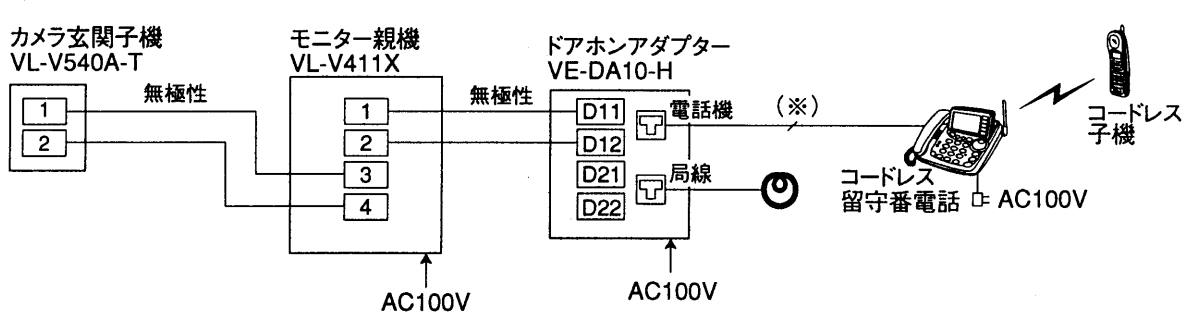 カメラ玄関子機
VL-V540A-T
1
2
無極性
モニター親機
VL-V411X
1
2
3
4
AC100V
無極性
ドアホンアダプター
VE-DA10-H
D11
D12
D21
D22
電話機
局線
AC100V
(※)
コードレス
留守番電話
AC100V
コードレス
子機